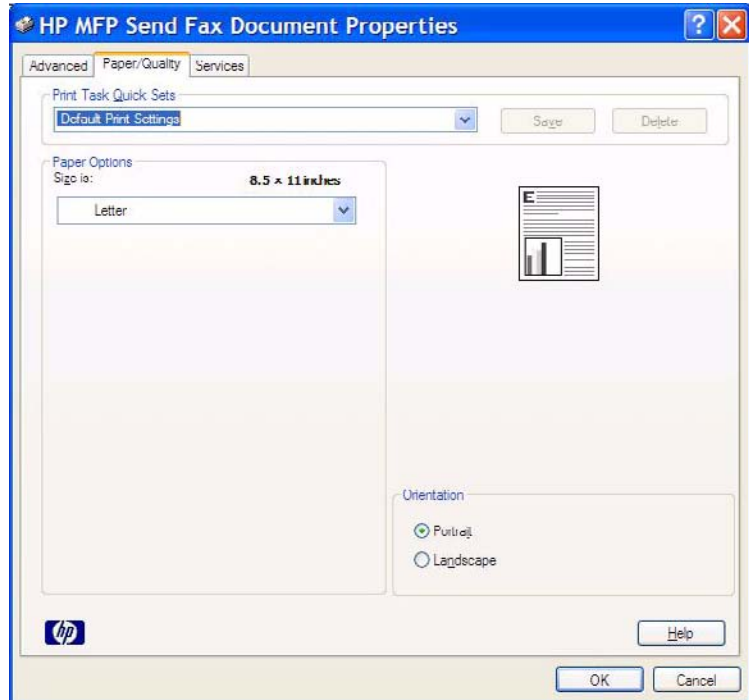 HP MFP Send Fax Document Properties
Advanced Paper/Quality Services
Print Task Quick Sets
Default Print Settings
Save Delete
Paper Options
Size is: 8.5 × 11 inches
Letter
E
Orientation
Portrait
Landscape
hp
Help
OK Cancel